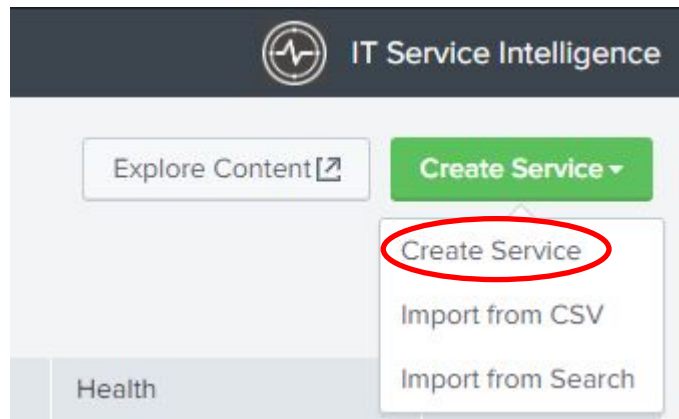 IT Service Intelligence
Explore Content
Create Service
Create Service
Import from CSV
Import from Search
Health